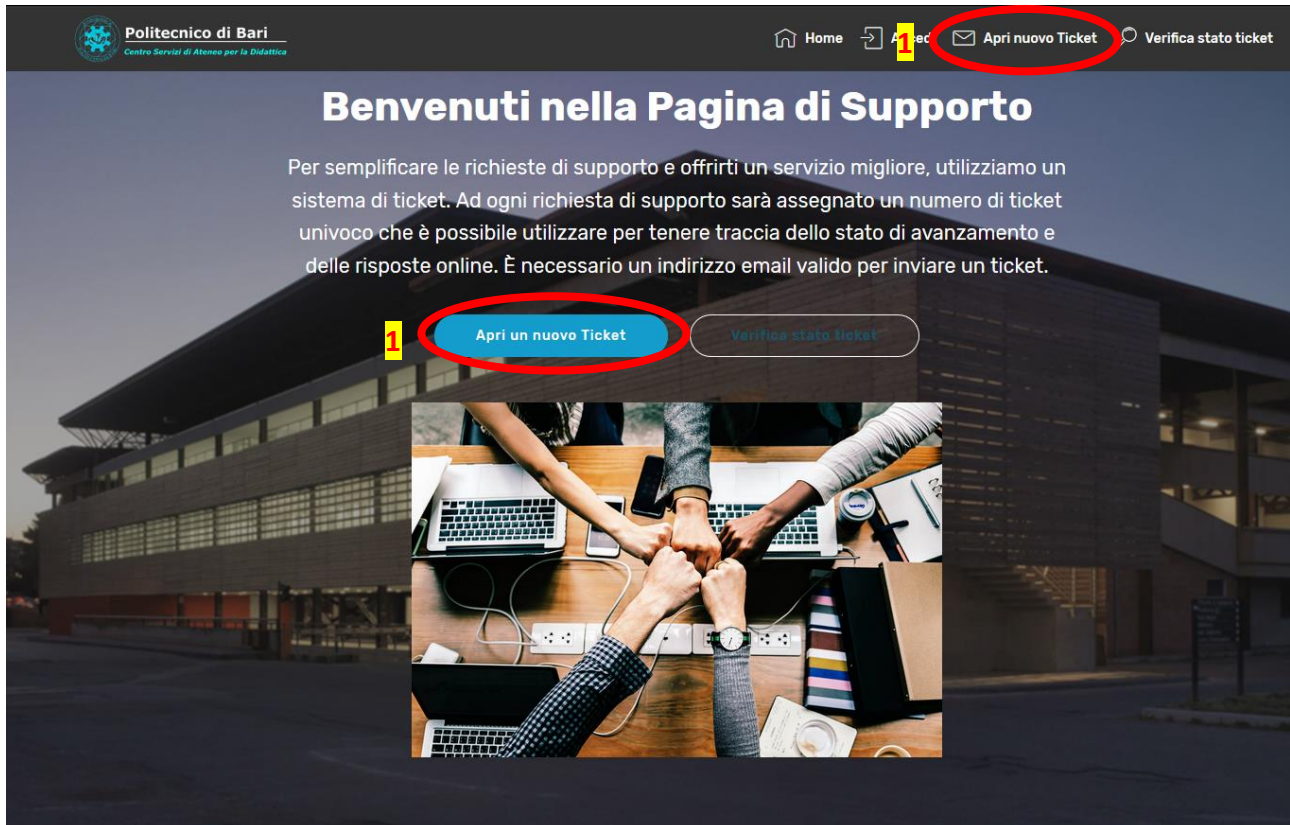 Politecnico di Bari
Centro Servizi di Ateneo per la Didattica
Home
1
Apri nuovo Ticket
Verifica stato ticket
Benvenuti nella Pagina di Supporto
Per semplificare le richieste di supporto e offrirti un servizio migliore, utilizziamo un
sistema di ticket. Ad ogni richiesta di supporto sarà assegnato un numero di ticket
univoco che è possibile utilizzare per tenere traccia dello stato di avanzamento e
delle risposte online. È necessario un indirizzo email valido per inviare un ticket.
1
Apri un nuovo Ticket
Verifica stato ticket